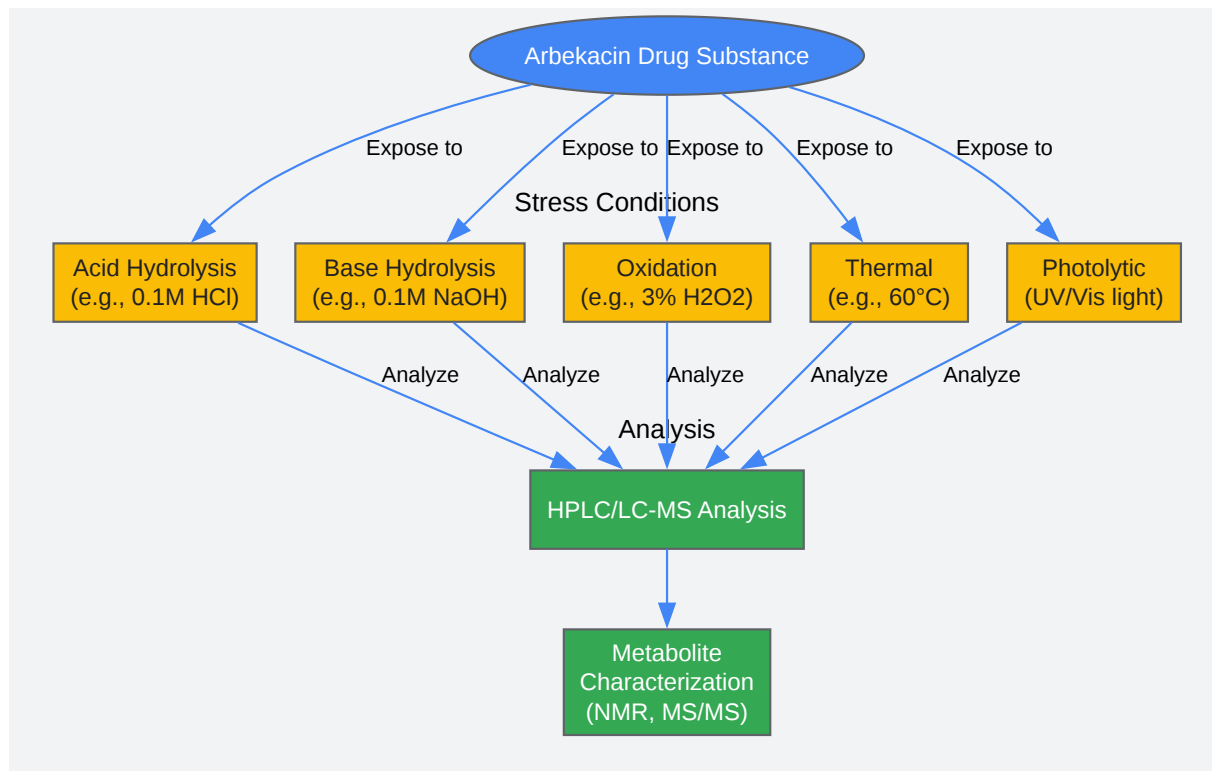 Arbekacin Drug Substance
Expose to
Expose to
Expose to
Expose to
Expose to
Stress Conditions
Acid Hydrolysis
(e.g., 0.1M HCl)
Base Hydrolysis
(e.g., 0.1M NaOH)
Oxidation
(e.g., 3% H2O2)
Thermal
(e.g., 60°C)
Photolytic
(UV/Vis light)
Analyze
Analyze
Analyze
Analyze
Analyze
Analysis
HPLC/LC-MS Analysis
Metabolite
Characterization
(NMR, MS/MS)